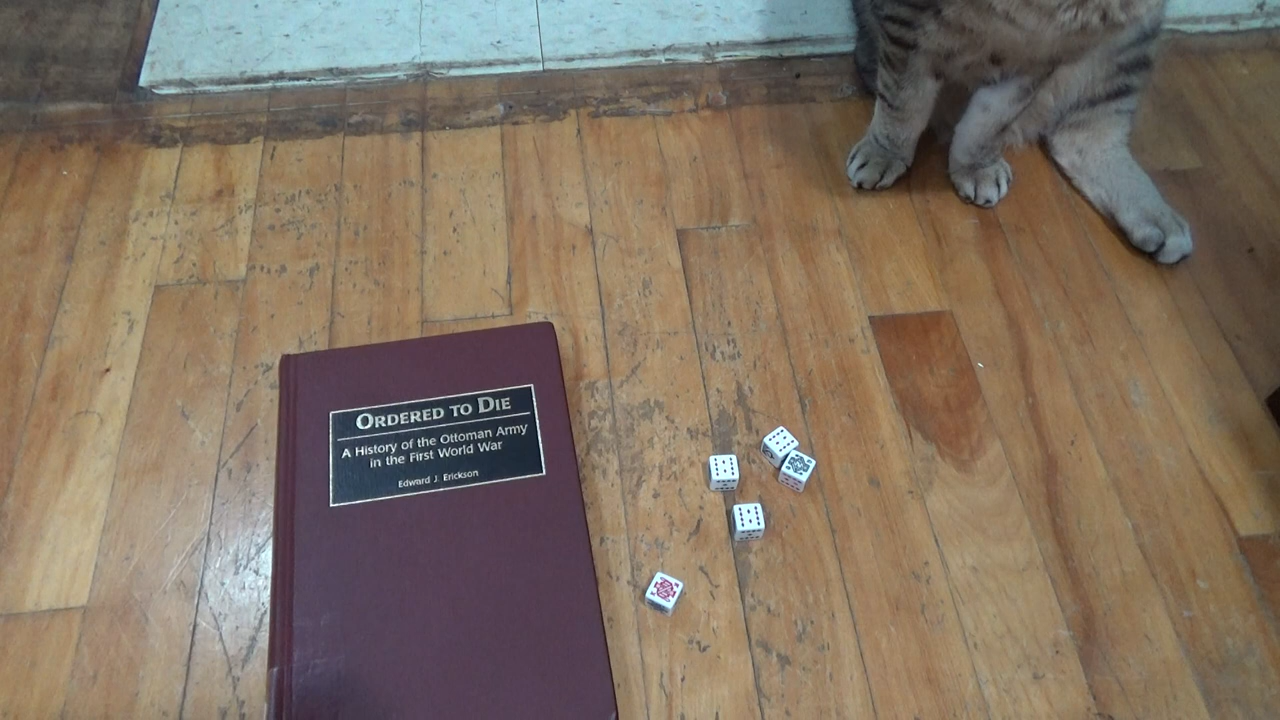 ORDERED TO DIE
A History of the Ottoman Army
in the First World War
Edward J. Erickson